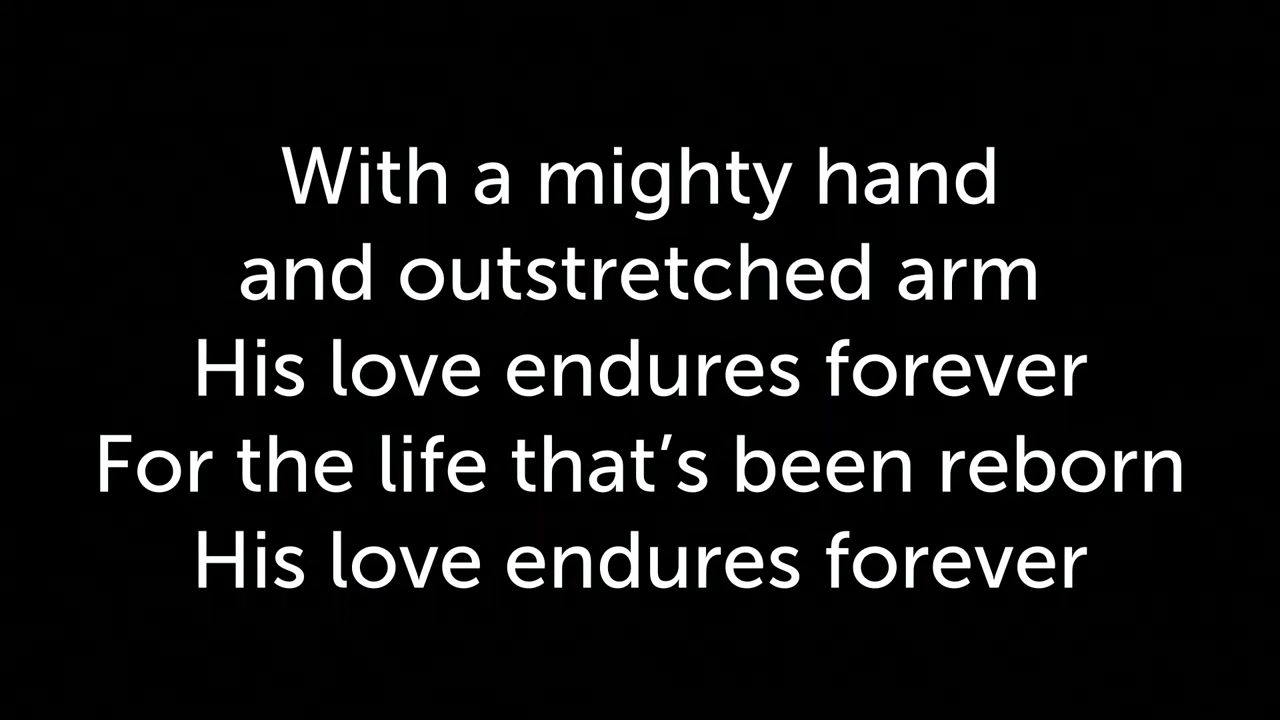 With a mighty hand
and outstretched arm
His love endures forever
For the life that’s been reborn
His love endures forever